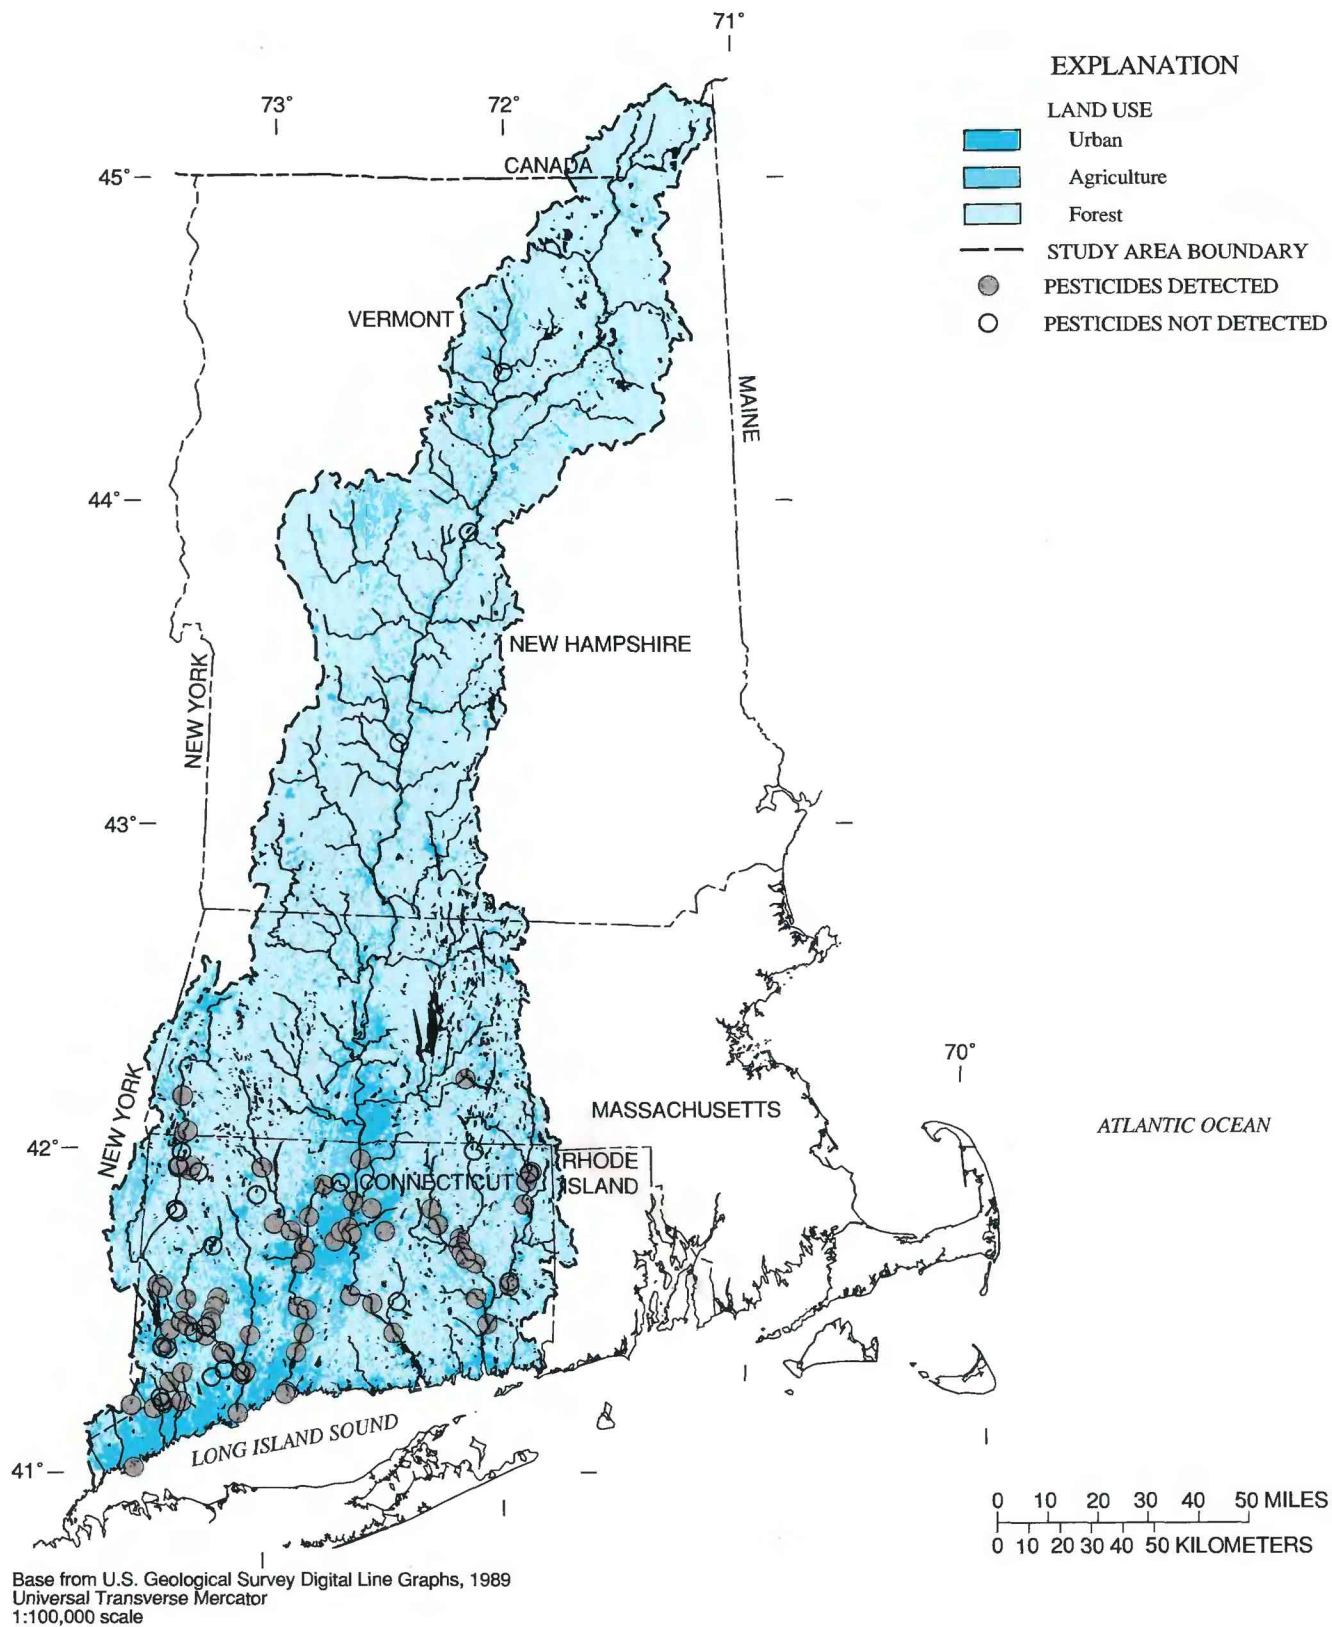 71°
EXPLANATION
LAND USE
Urban
Agriculture
Forest
STUDY AREA BOUNDARY
PESTICIDES DETECTED
PESTICIDES NOT DETECTED
73°
72°
CANADA
45°
VERMONT
MAINE
44°
NEW HAMPSHIRE
NEW YORK
43°
70°
NEW YORK
MASSACHUSETTS
ATLANTIC OCEAN
42°
RHODE
ISLAND
CONNECTICUT
LONG ISLAND SOUND
41°
0 10 20 30 40 50 MILES
0 10 20 30 40 50 KILOMETERS
Base from U.S. Geological Survey Digital Line Graphs, 1989
Universal Transverse Mercator
1:100,000 scale